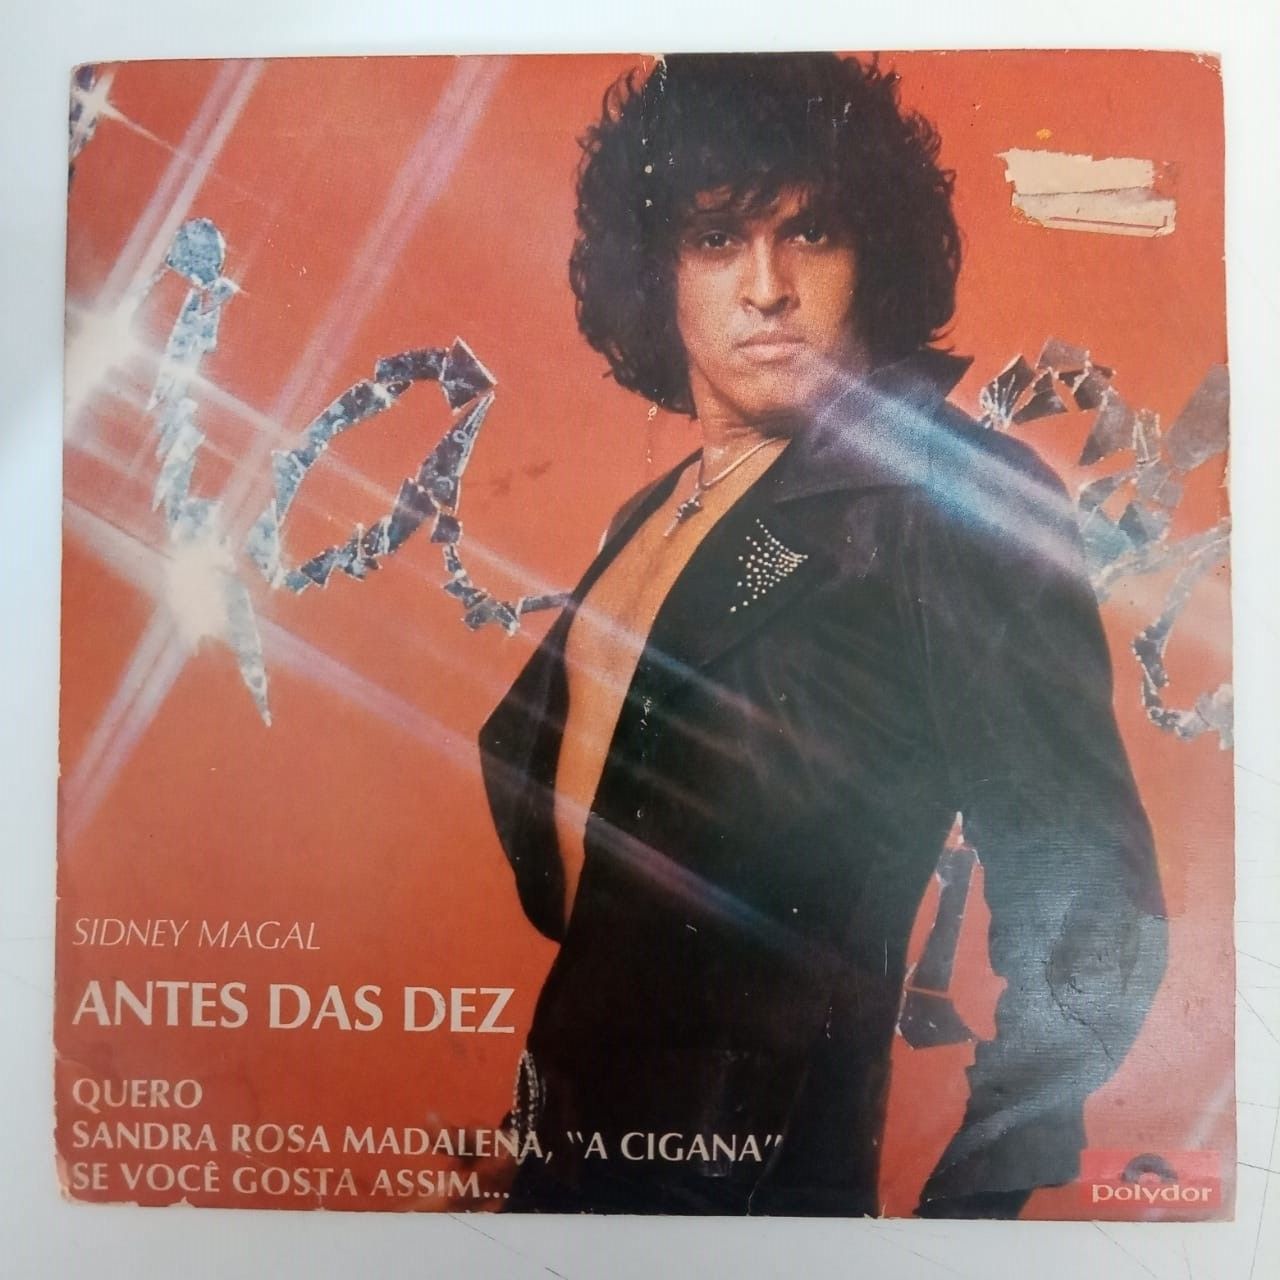 SIDNEY MAGAL
ANTES DAS DEZ
QUERO
SANDRA ROSA MADALENA, "A CIGANA"
SE VOCÊ GOSTA ASSIM...
polydor